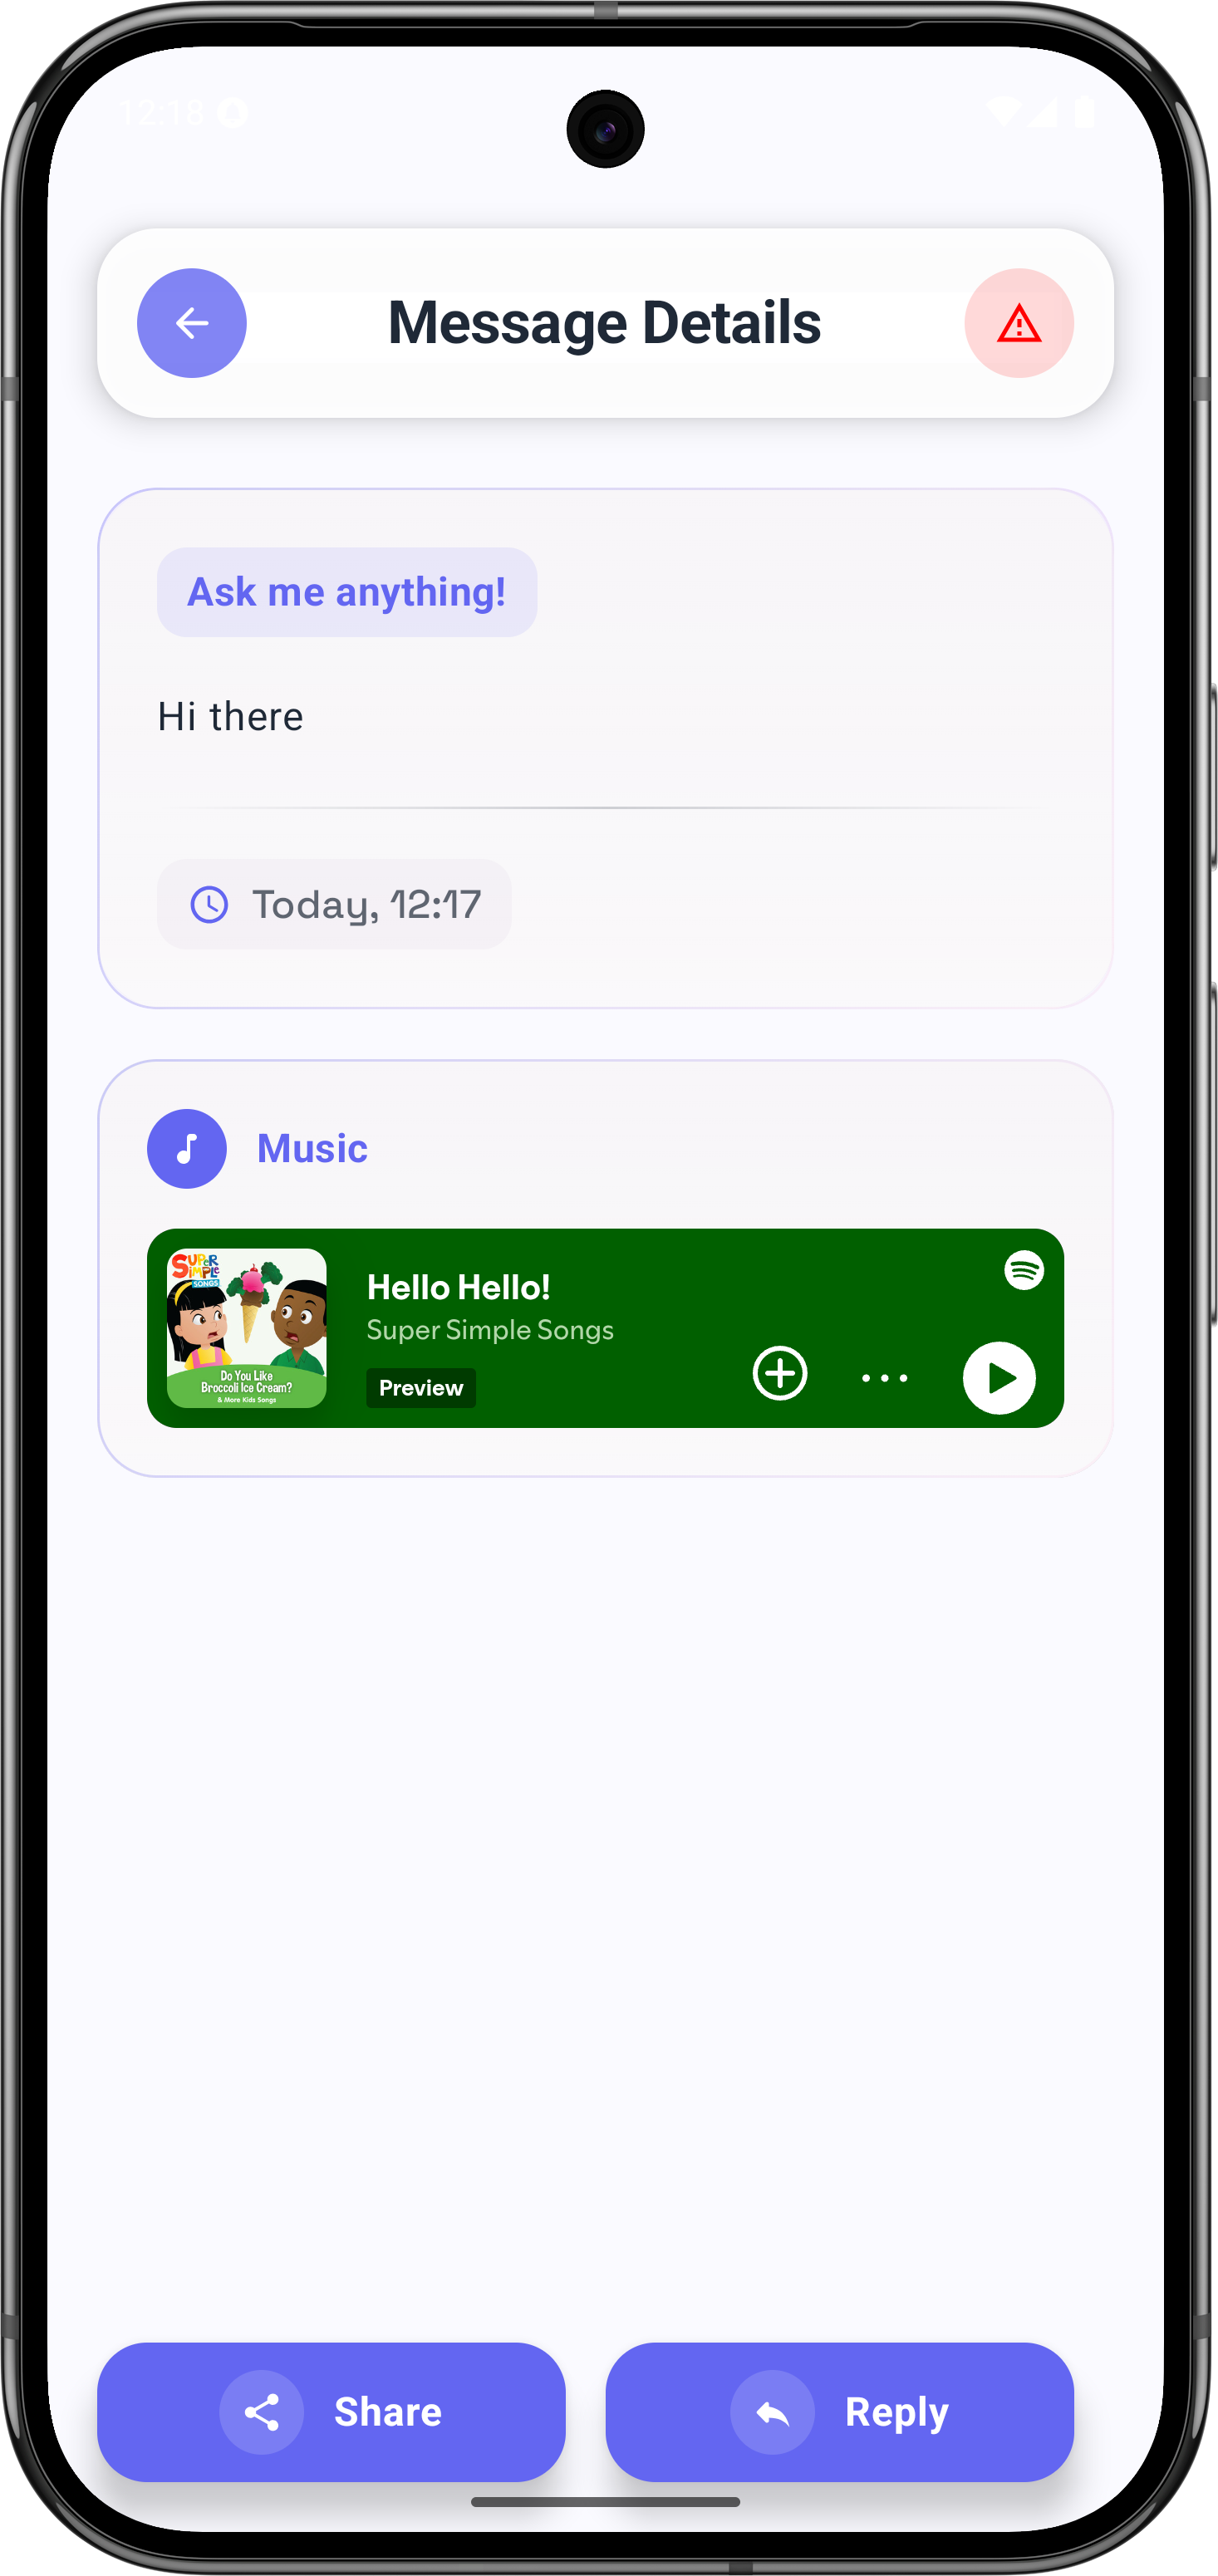 12:18
Message Details
Ask me anything!
Hi there
Today, 12:17
Music
SUPER
SIMPLE
SONGS
Do You Like
Broccoli Ice Cream?
& More Kids Songs
Hello Hello!
Super Simple Songs
Preview
Share
Reply